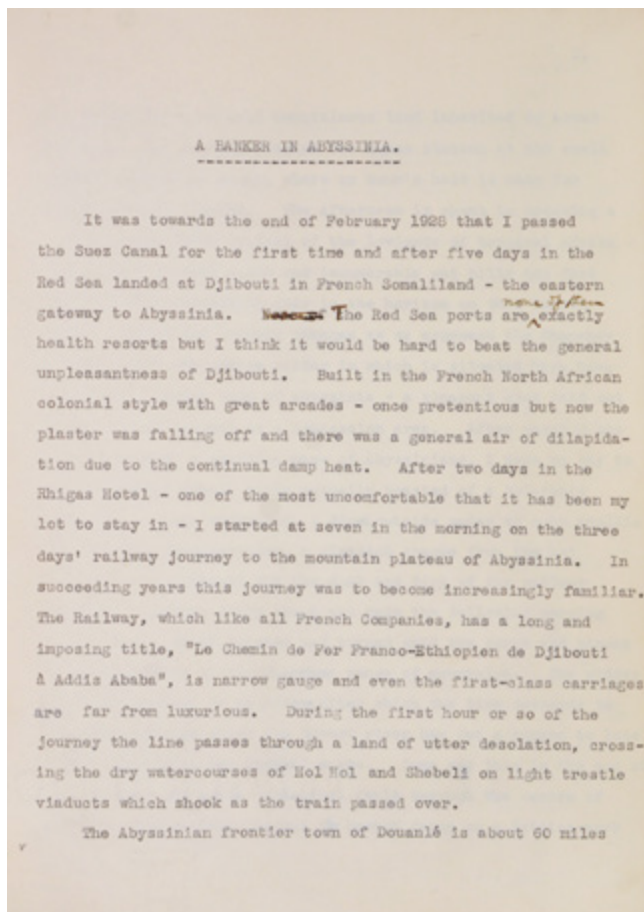 A BANKER IN ABYSSINIA.
It was towards the end of February 1928 that I passed
the Suez Canal for the first time and after five days in the
Red Sea landed at Djibouti in French Somaliland - the eastern
gateway to Abyssinia. The Red Sea ports are none of them exactly
health resorts but I think it would be hard to beat the general
unpleasantness of Djibouti. Built in the French North African
colonial style with great arcades - once pretentious but now the
plaster was falling off and there was a general air of dilapida-
tion due to the continual damp heat. After two days in the
Rhigas Hotel - one of the most uncomfortable that it has been my
lot to stay in - I started at seven in the morning on the three
days' railway journey to the mountain plateau of Abyssinia. In
succeeding years this journey was to become increasingly familiar.
The Railway, which like all French Companies, has a long and
imposing title, "Le Chemin de Fer Franco-Ethiopien de Djibouti
à Addis Ababa", is narrow gauge and even the first-class carriages
are far from luxurious. During the first hour or so of the
journey the line passes through a land of utter desolation, cross-
ing the dry watercourses of Hol Hol and Shebeli on light trestle
viaducts which shook as the train passed over.
The Abyssinian frontier town of Douanlé is about 60 miles